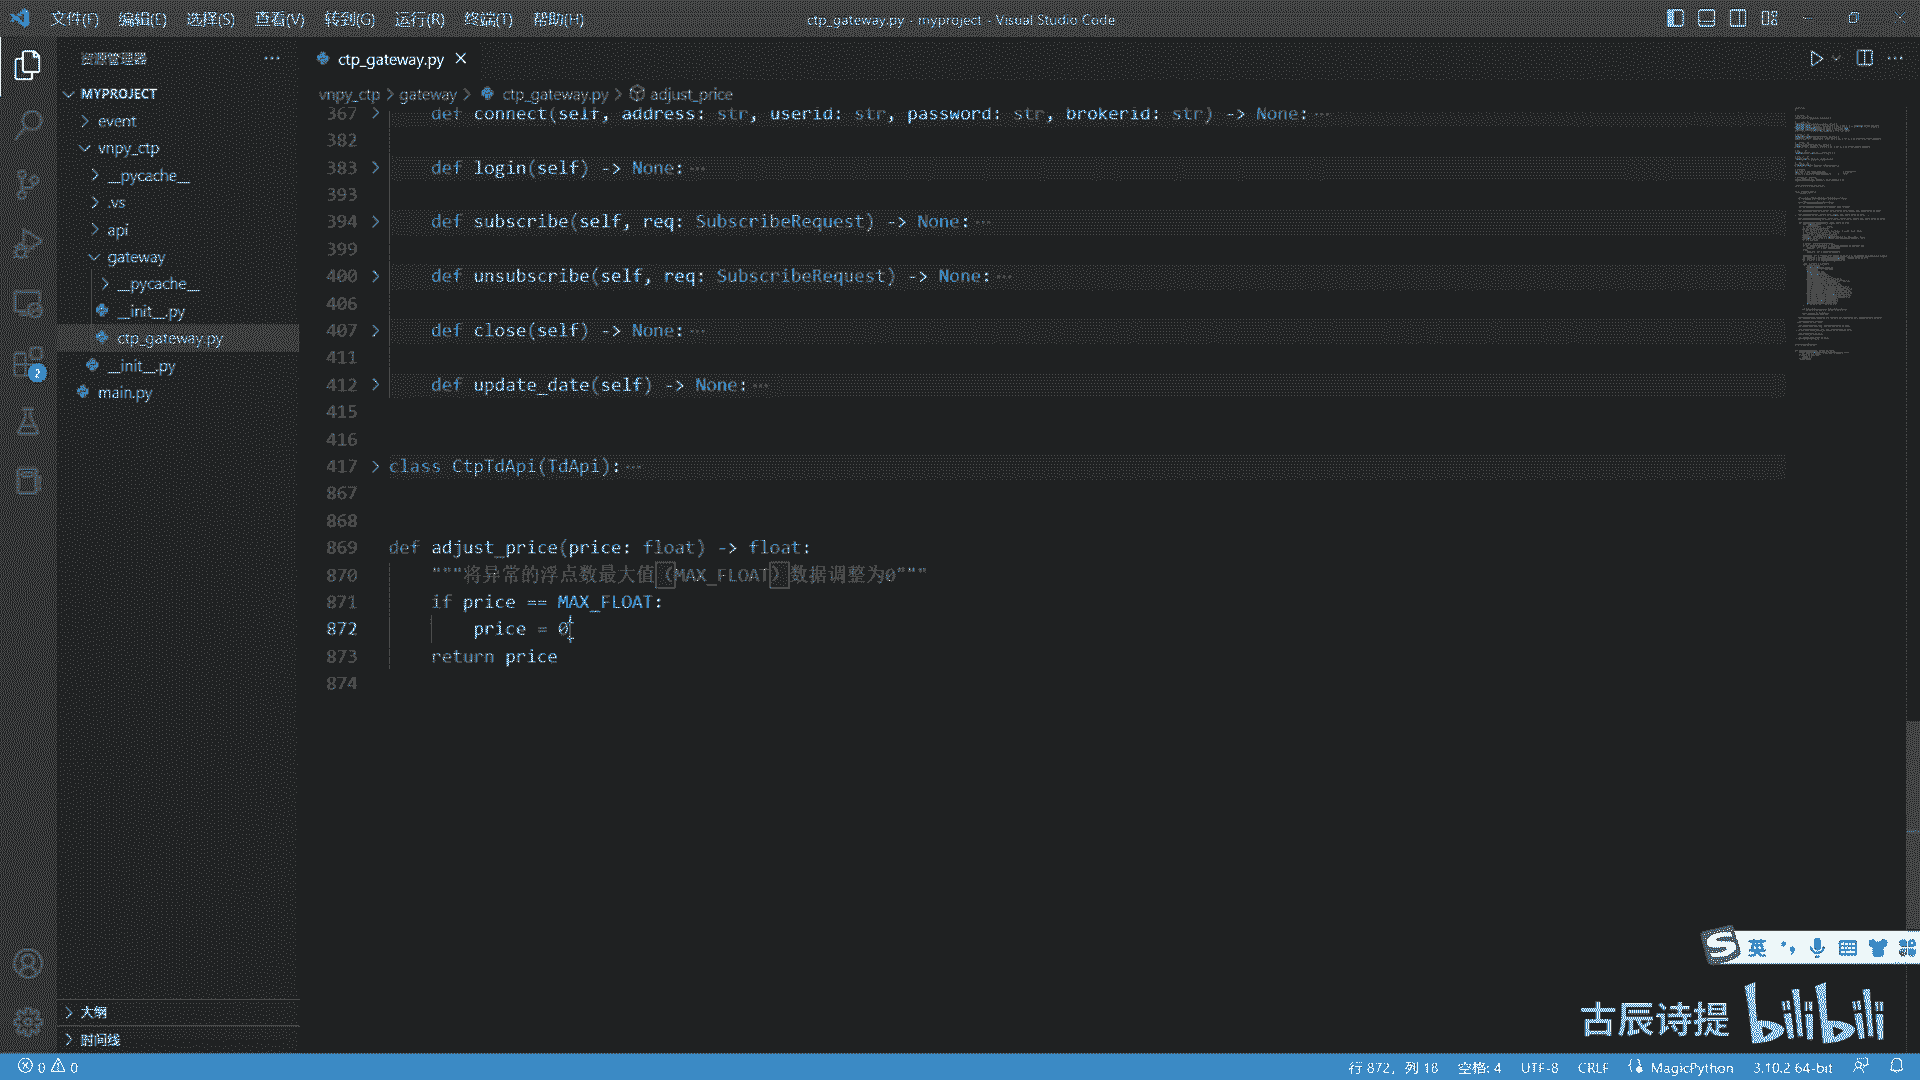 文件(F) 编辑(E) 选择(S) 查看(V) 转到(G) 运行(R) 终端(T) 帮助(H)
ctp_gateway.py - myproject - Visual Studio Code
资源管理器
MYPROJECT
event
vnpy_ctp
__pycache__
.vs
api
gateway
__pycache__
__init__.py
ctp_gateway.py
__init__.py
main.py
大纲
时间线
2
ctp_gateway.py
vnpy_ctp > gateway > ctp_gateway.py > adjust_price
367 def connect(self, address: str, userid: str, password: str, brokerid: str) -> None:···
382
383 def login(self) -> None:···
393
394 def subscribe(self, req: SubscribeRequest) -> None:···
399
400 def unsubscribe(self, req: SubscribeRequest) -> None:···
406
407 def close(self) -> None:···
411
412 def update_date(self) -> None:···
415
416
417 class CtpTdApi(TdApi):···
867
868
869 def adjust_price(price: float) -> float:
870 """将异常的浮点数最大值（MAX_FLOAT）数据调整为0"""
871 if price == MAX_FLOAT:
872 price = 0
873 return price
874
英
古辰诗提 bilibili
0 0
行 872，列 18 空格: 4 UTF-8 CRLF MagicPython 3.10.2 64-bit